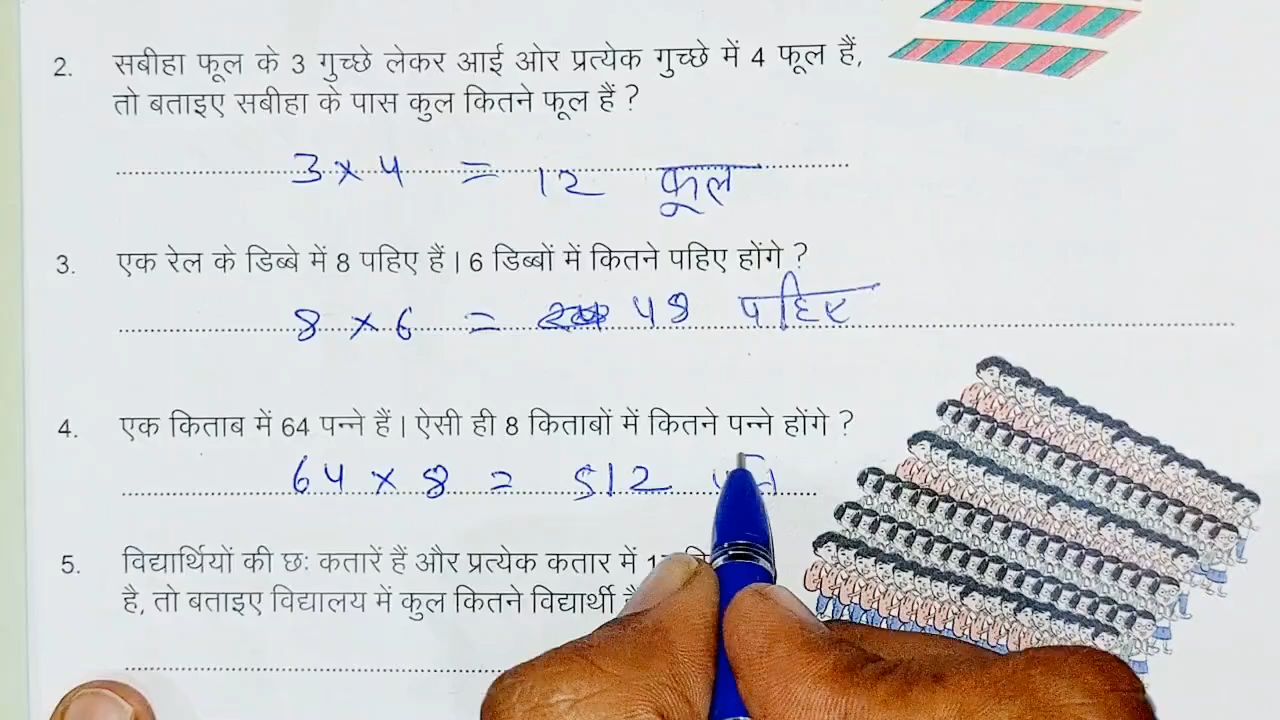 2. सबीहा फूल के 3 गुच्छे लेकर आई ओर प्रत्येक गुच्छे में 4 फूल हैं,
तो बताइए सबीहा के पास कुल कितने फूल हैं ?
3 × 4 = 12 फूल
3. एक रेल के डिब्बे में 8 पहिए हैं। 6 डिब्बों में कितने पहिए होंगे ?
8 × 6 = 48 पहिए
4. एक किताब में 64 पन्ने हैं। ऐसी ही 8 किताबों में कितने पन्ने होंगे ?
64 × 8 = 512
5. विद्यार्थियों की छः कतारें हैं और प्रत्येक कतार में
है, तो बताइए विद्यालय में कुल कितने विद्यार्थी